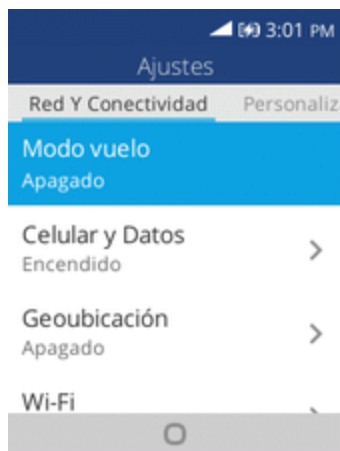 3:01 PM
Ajustes
Red Y Conectividad Personaliz
Modo vuelo
Apagado
Celular y Datos
Encendido
Geoubicación
Apagado
Wi-Fi